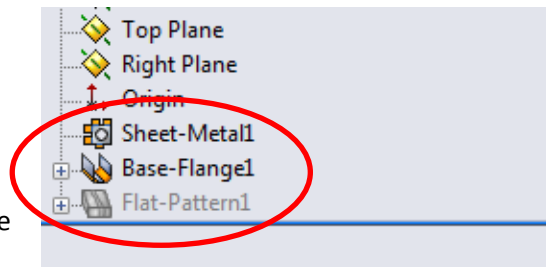 Top Plane
Right Plane
Origin
Sheet-Metal1
Base-Flange1
Flat-Pattern1
e